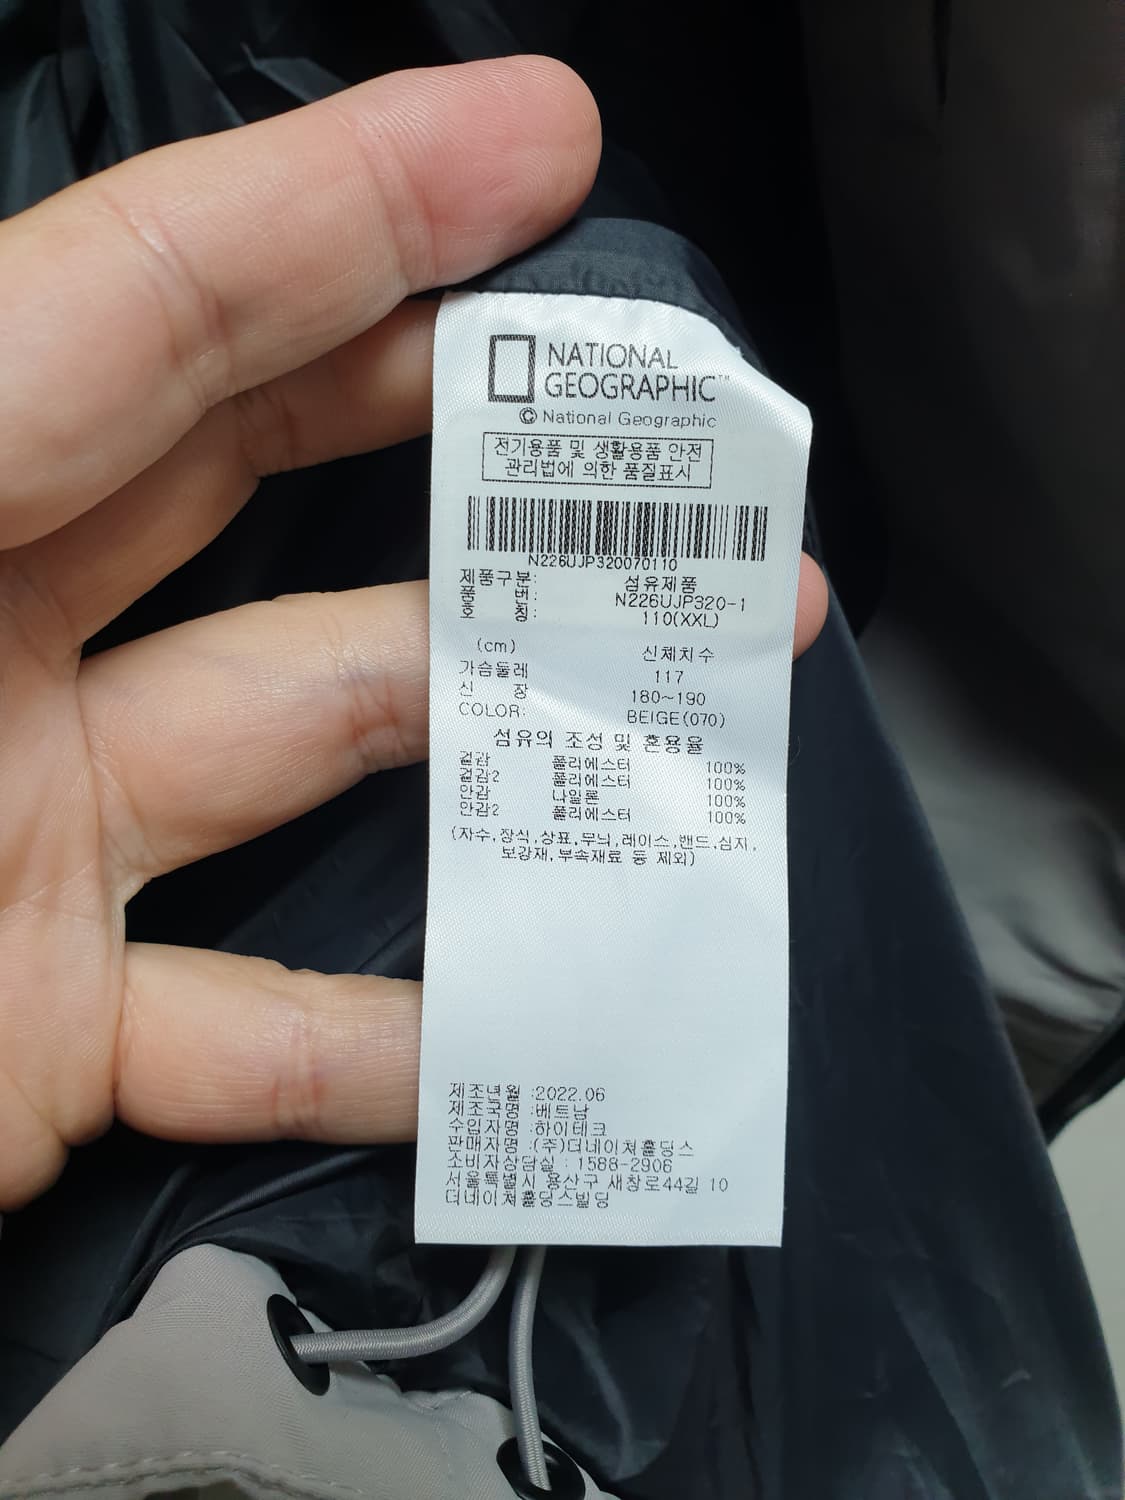 NATIONAL
GEOGRAPHIC™
© National Geographic
전기용품 및 생활용품 안전
관리법에 의한 품질표시
N226UJP320070110
제품구분: 섬유제품
품 번: N226UJP320-1
호 칭: 110(XXL)
(cm) 신체치수
가슴둘레 117
신 장 180~190
COLOR: BEIGE(070)
섬유의 조성 및 혼용율
겉감 폴리에스터 100%
겉감2 폴리에스터 100%
안감 나일론 100%
안감2 폴리에스터 100%
(자수,장식,상표,무늬,레이스,밴드,심지,
보강재,부속재료 등 제외)
제조년월 :2022.06
제조국명 :베트남
수입자명 :하이테크
판매자명 :(주)더네이쳐홀딩스
소비자상담실 : 1588-2906
서울특별시 용산구 새창로44길 10
더네이쳐홀딩스빌딩